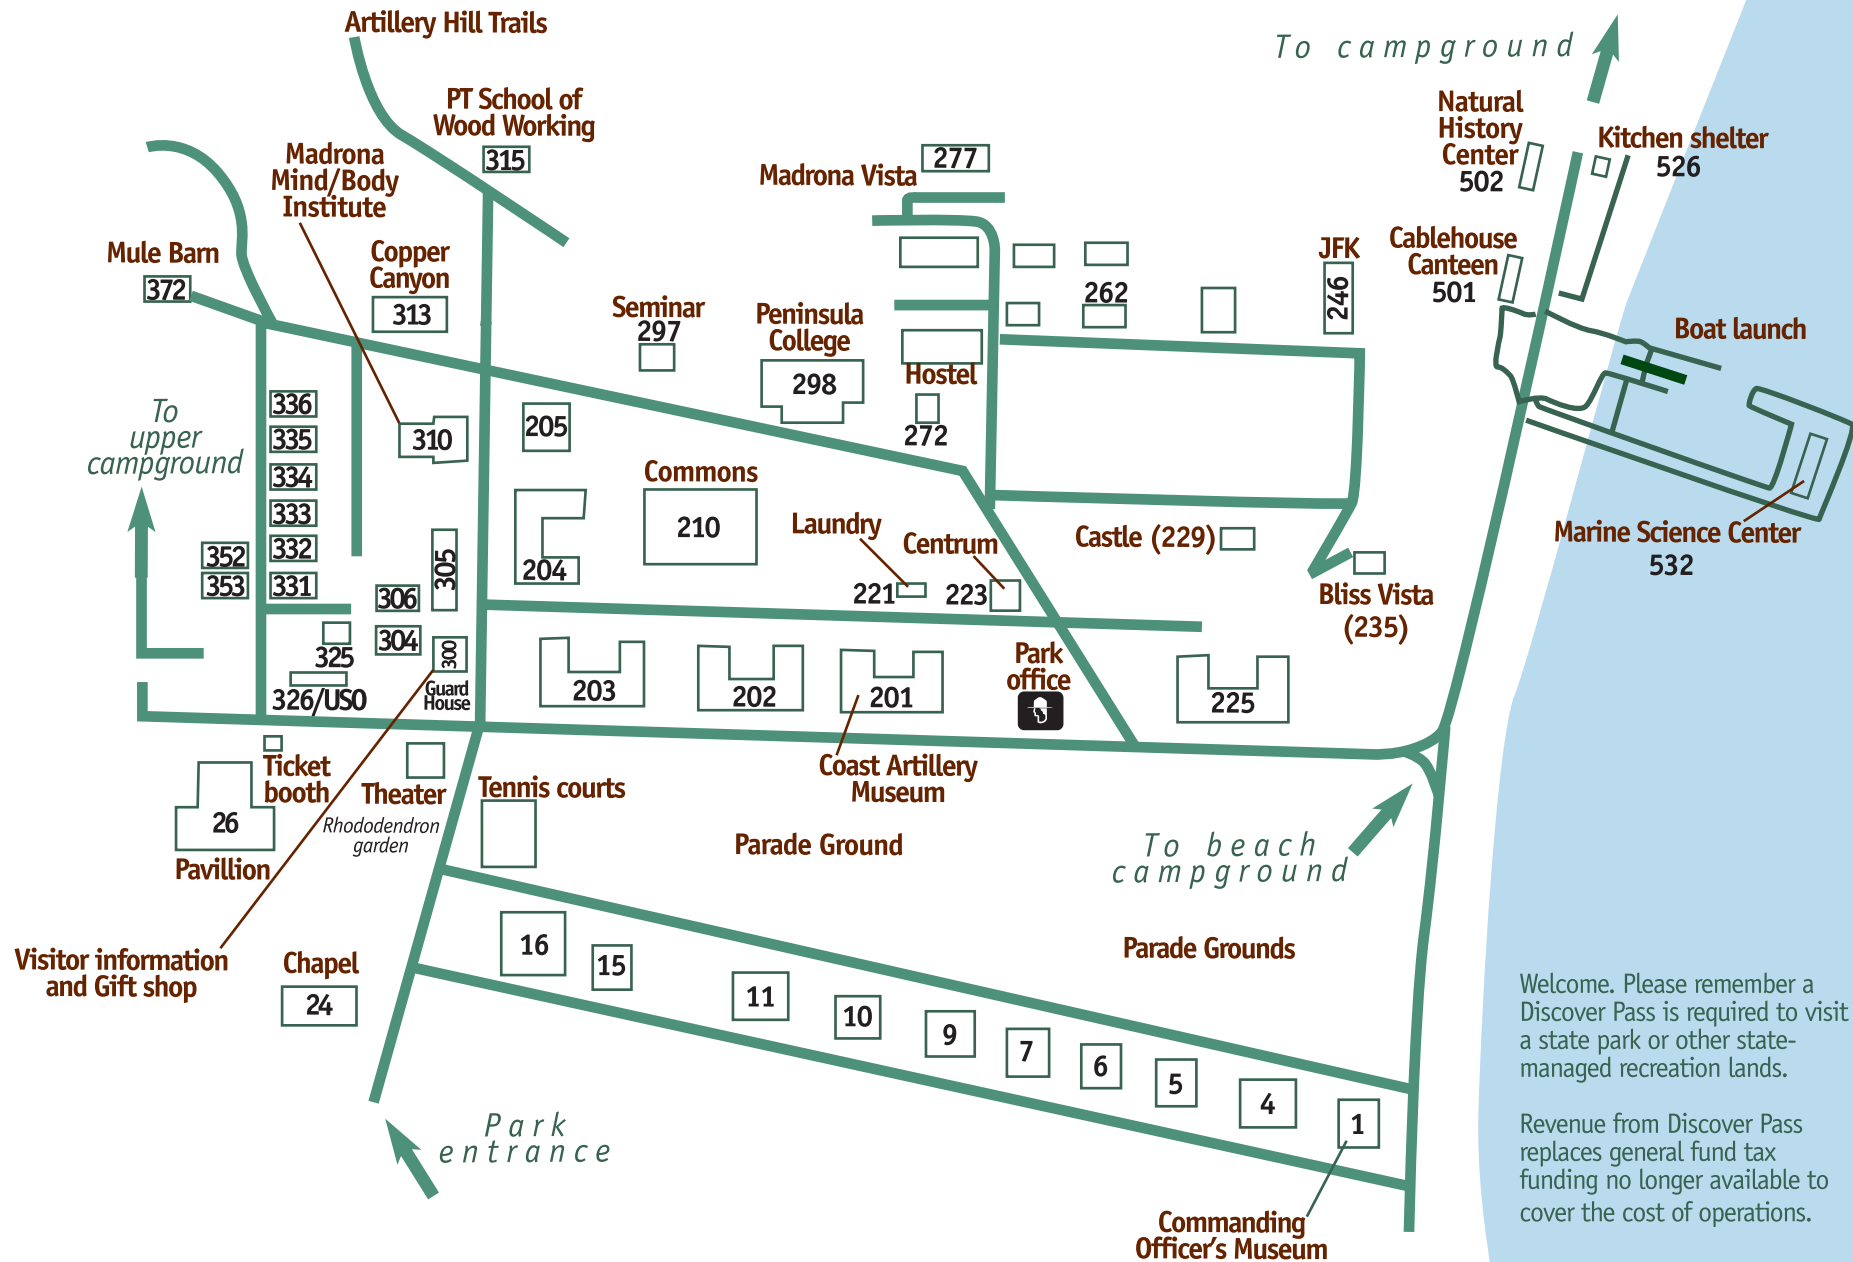 Artillery Hill Trails
To campground
PT School of
Wood Working
315
Natural
History
Center
502
Kitchen shelter
526
Madrona
Mind/Body
Institute
277
Madrona Vista
Mule Barn
372
Copper
Canyon
313
JFK
246
Cablehouse
Canteen
501
262
Seminar
297
Peninsula
College
298
Hostel
272
Boat launch
To
upper
campground
336
335
334
333
332
331
352
353
310
205
Commons
210
204
305
306
304
300
Guard
House
325
326/USO
Laundry
221
Centrum
223
Castle (229)
Bliss Vista
(235)
Marine Science Center
532
203
202
201
Park
office
225
Coast Artillery
Museum
Ticket
booth
Theater
Rhododendron
garden
Tennis courts
26
Pavillion
Parade Ground
To beach
campground
Visitor information
and Gift shop
Chapel
24
Parade Grounds
16
15
11
10
9
7
6
5
4
1
Park
entrance
Commanding
Officer's Museum
Welcome. Please remember a
Discover Pass is required to visit
a state park or other state-
managed recreation lands.
Revenue from Discover Pass
replaces general fund tax
funding no longer available to
cover the cost of operations.